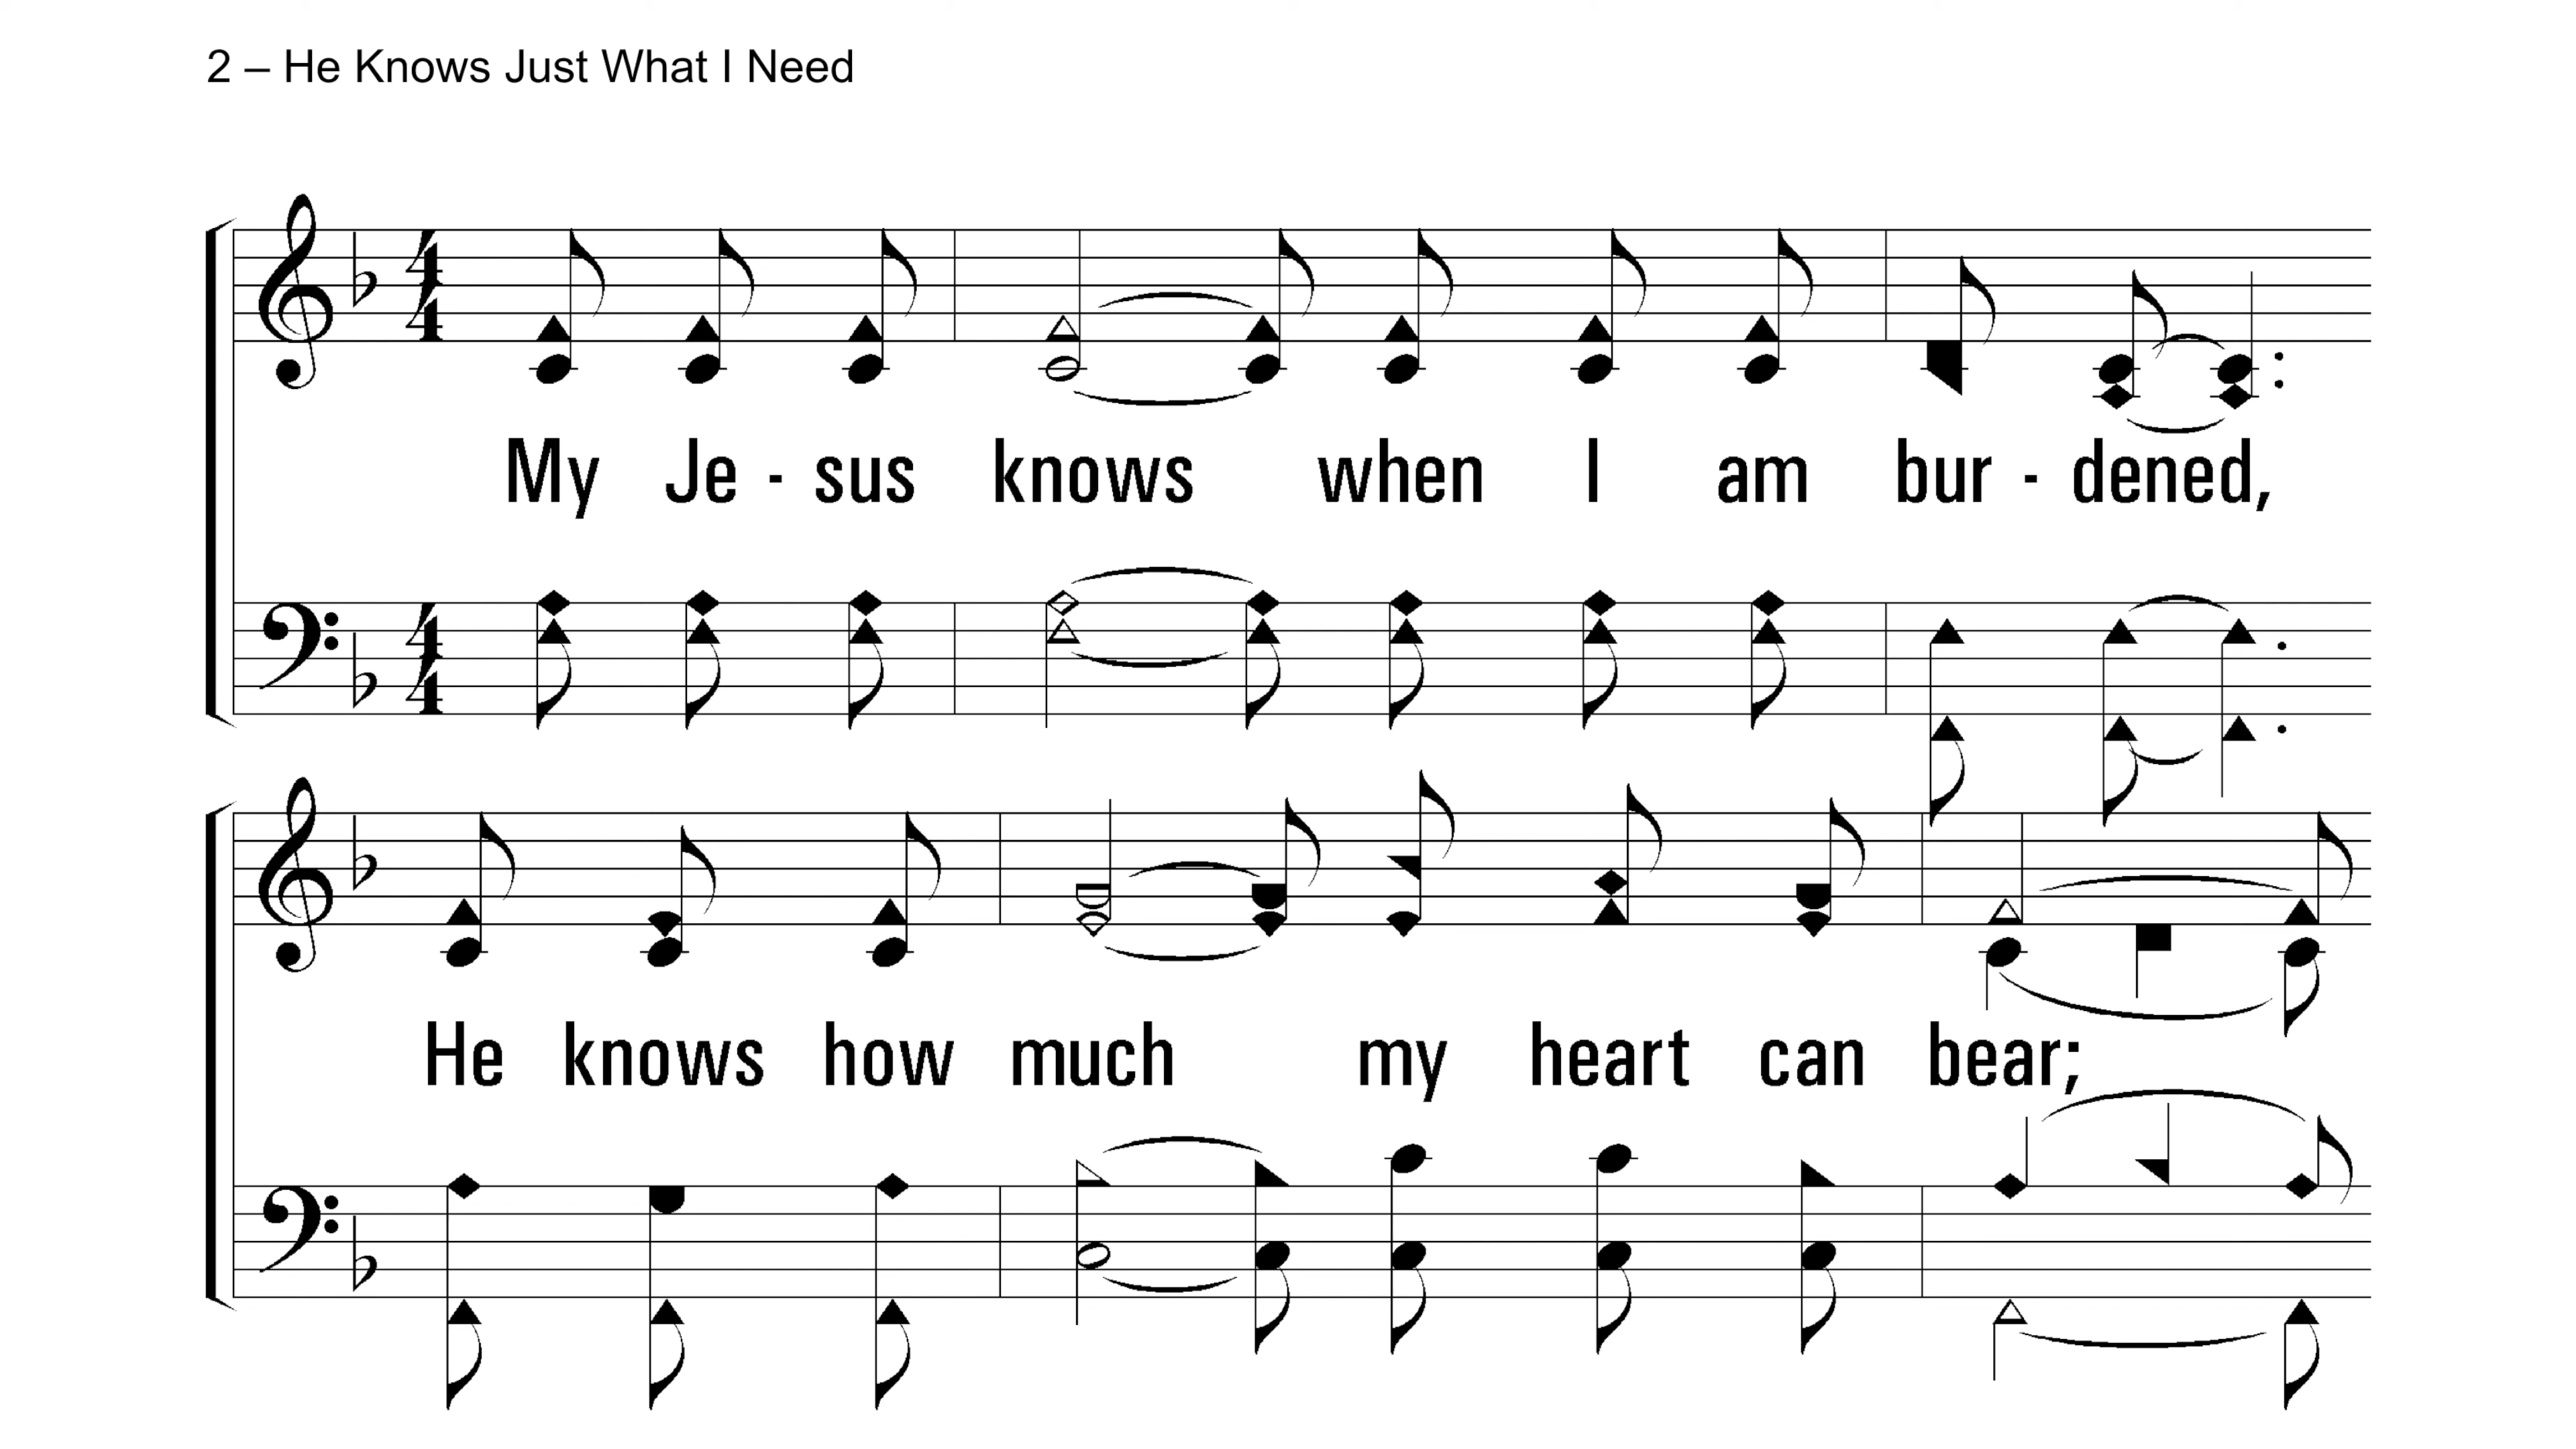 2 – He Knows Just What I Need
My Je - sus knows when I am bur - dened,
He knows how much my heart can bear;